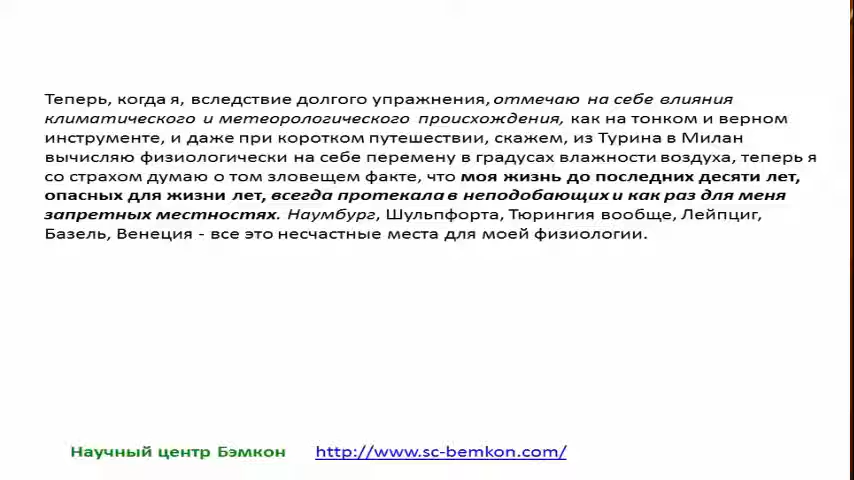 Теперь, когда я, вследствие долгого упражнения, отмечаю на себе влияния
климатического и метеорологического происхождения, как на тонком и верном
инструменте, и даже при коротком путешествии, скажем, из Турина в Милан
вычисляю физиологически на себе перемену в градусах влажности воздуха, теперь я
со страхом думаю о том зловещем факте, что моя жизнь до последних десяти лет,
опасных для жизни лет, всегда протекала в неподобающих и как раз для меня
запретных местностях. Наумбург, Шульпфорта, Тюрингия вообще, Лейпциг,
Базель, Венеция - все это несчастные места для моей физиологии.
Научный центр Бэмкон http://www.sc-bemkon.com/